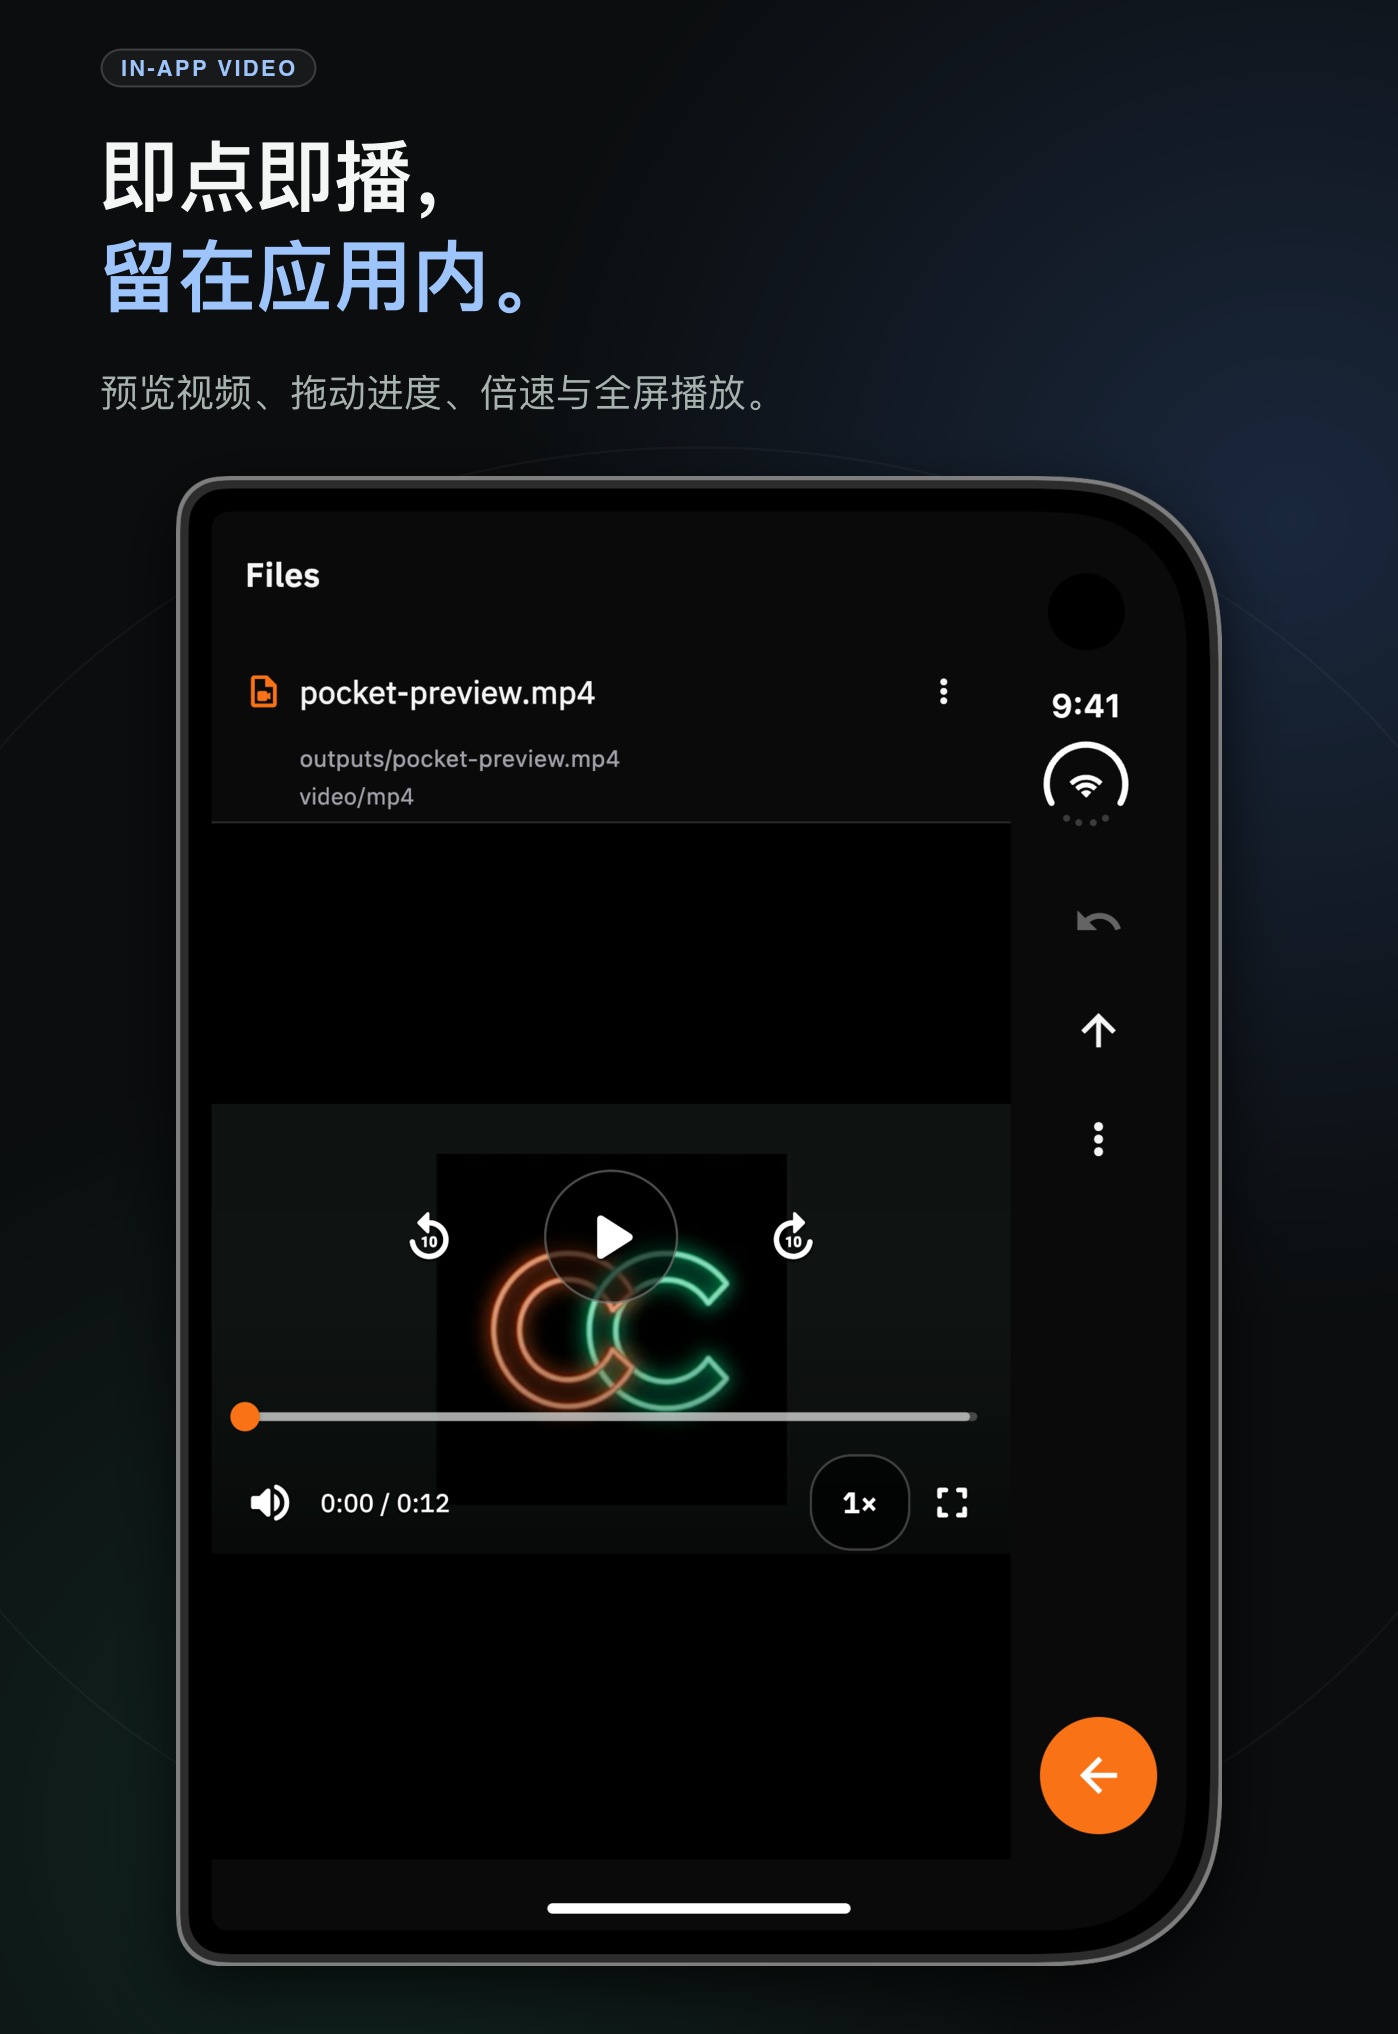 IN-APP VIDEO
即点即播，
留在应用内。
预览视频、拖动进度、倍速与全屏播放。
Files
pocket-preview.mp4
outputs/pocket-preview.mp4
video/mp4
9:41
10
10
CC
0:00 / 0:12
1×